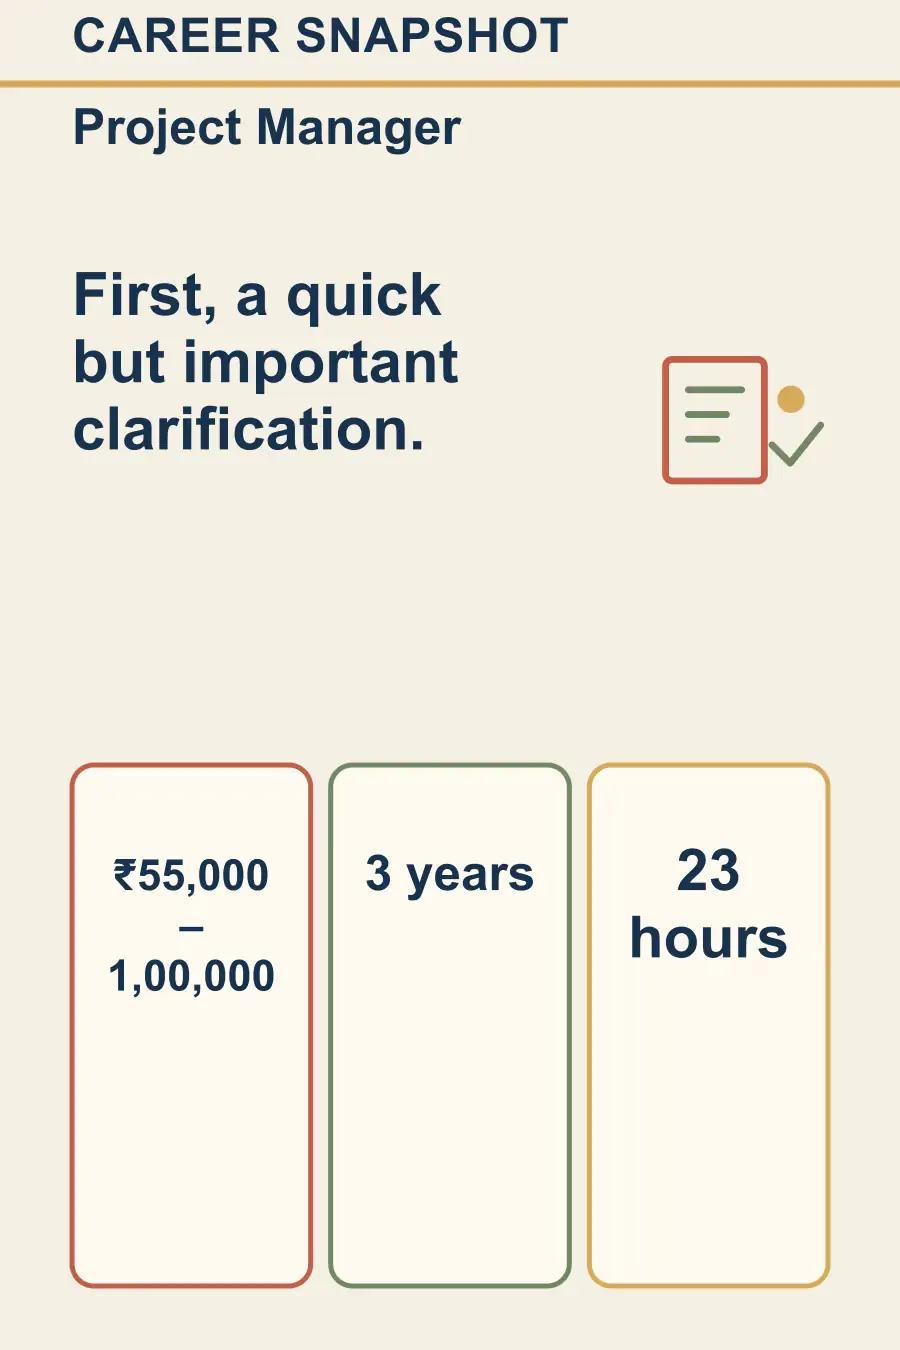 CAREER SNAPSHOT
Project Manager
First, a quick
but important
clarification.
₹55,000
–
1,00,000
3 years
23
hours